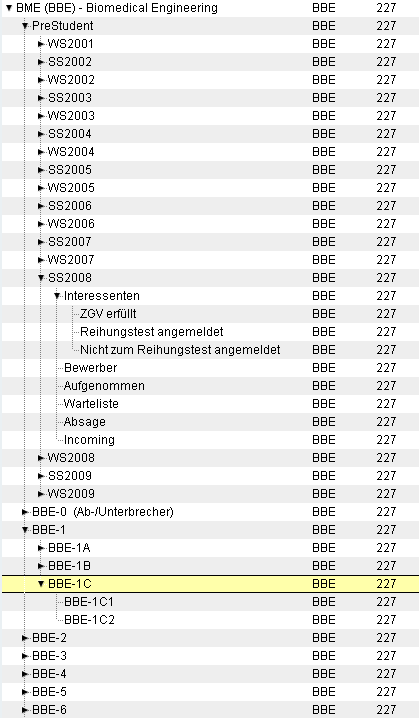 BME (BBE) - Biomedical Engineering BBE 227
PreStudent BBE 227
WS2001 BBE 227
SS2002 BBE 227
WS2002 BBE 227
SS2003 BBE 227
WS2003 BBE 227
SS2004 BBE 227
WS2004 BBE 227
SS2005 BBE 227
WS2005 BBE 227
SS2006 BBE 227
WS2006 BBE 227
SS2007 BBE 227
WS2007 BBE 227
SS2008 BBE 227
Interessenten BBE 227
ZGV erfüllt BBE 227
Reihungstest angemeldet BBE 227
Nicht zum Reihungstest angemeldet BBE 227
Bewerber BBE 227
Aufgenommen BBE 227
Warteliste BBE 227
Absage BBE 227
Incoming BBE 227
WS2008 BBE 227
SS2009 BBE 227
WS2009 BBE 227
BBE-0 (Ab-/Unterbrecher) BBE 227
BBE-1 BBE 227
BBE-1A BBE 227
BBE-1B BBE 227
BBE-1C BBE 227
BBE-1C1 BBE 227
BBE-1C2 BBE 227
BBE-2 BBE 227
BBE-3 BBE 227
BBE-4 BBE 227
BBE-5 BBE 227
BBE-6 BBE 227